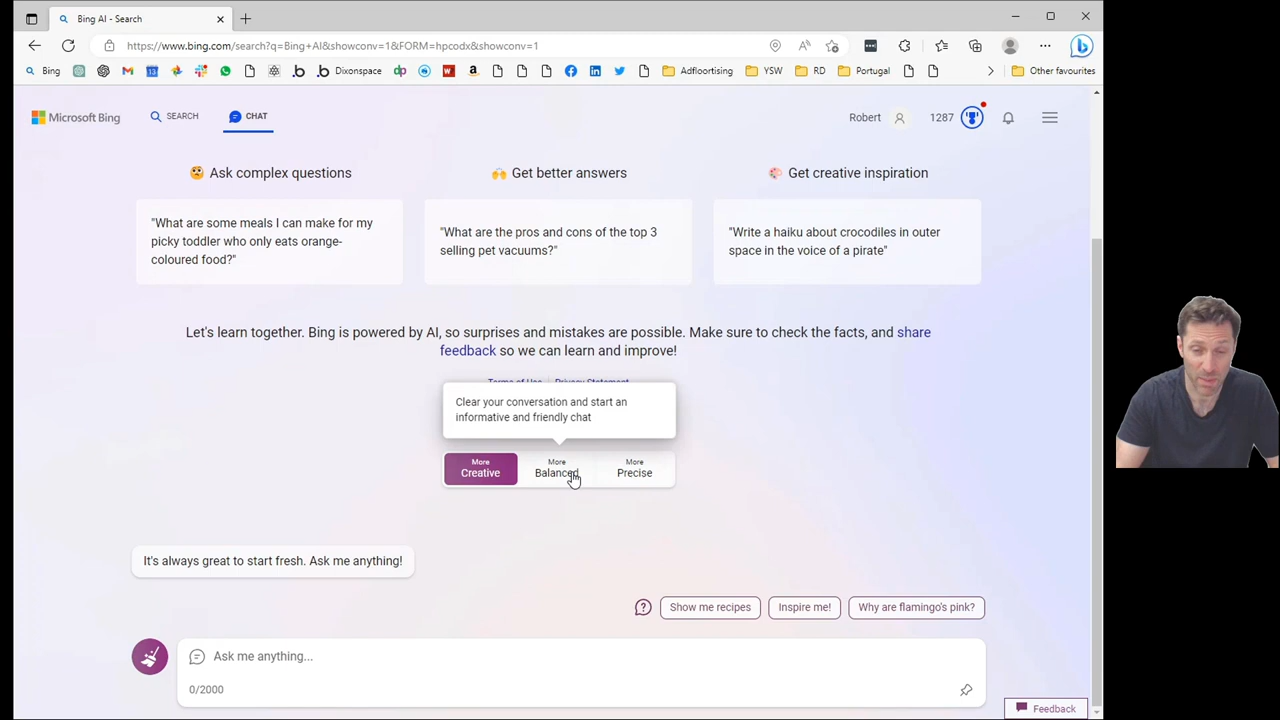 Bing AI - Search
https://www.bing.com/search?q=Bing+AI&showconv=1&FORM=hpcodx&showconv=1
Bing
Dixonspace
Adfloortising
YSW
RD
Portugal
Other favourites
Microsoft Bing
SEARCH
CHAT
Robert
1287
Ask complex questions
Get better answers
Get creative inspiration
"What are some meals I can make for my
picky toddler who only eats orange-
coloured food?"
"What are the pros and cons of the top 3
selling pet vacuums?"
"Write a haiku about crocodiles in outer
space in the voice of a pirate"
Let's learn together. Bing is powered by AI, so surprises and mistakes are possible. Make sure to check the facts, and share
feedback so we can learn and improve!
Terms of Use Privacy Statement
Clear your conversation and start an
informative and friendly chat
More
Creative
More
Balanced
More
Precise
It's always great to start fresh. Ask me anything!
Show me recipes
Inspire me!
Why are flamingo's pink?
Ask me anything...
0/2000
Feedback